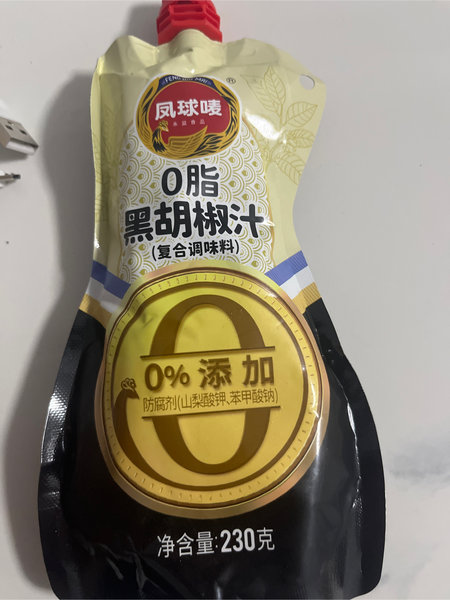 ®
凤球唛
0脂
黑胡椒汁
(复合调味料)
0%添加
防腐剂(山梨酸钾、苯甲酸钠)
净含量:230克